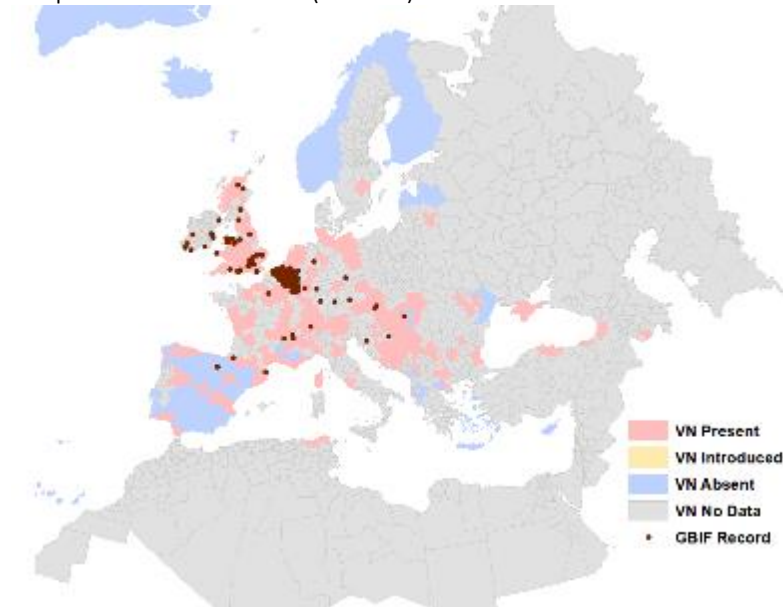 VN Present
VN Introduced
VN Absent
VN No Data
GBIF Record